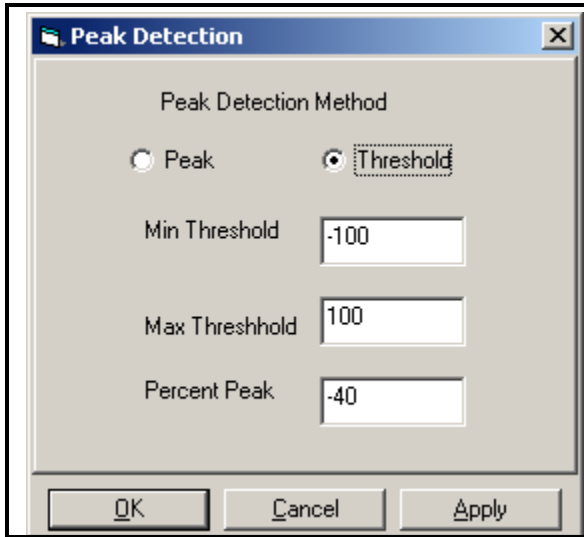 Peak Detection
Peak Detection Method
Peak Threshold
Min Threshold -100
Max Threshhold 100
Percent Peak -40
OK Cancel Apply